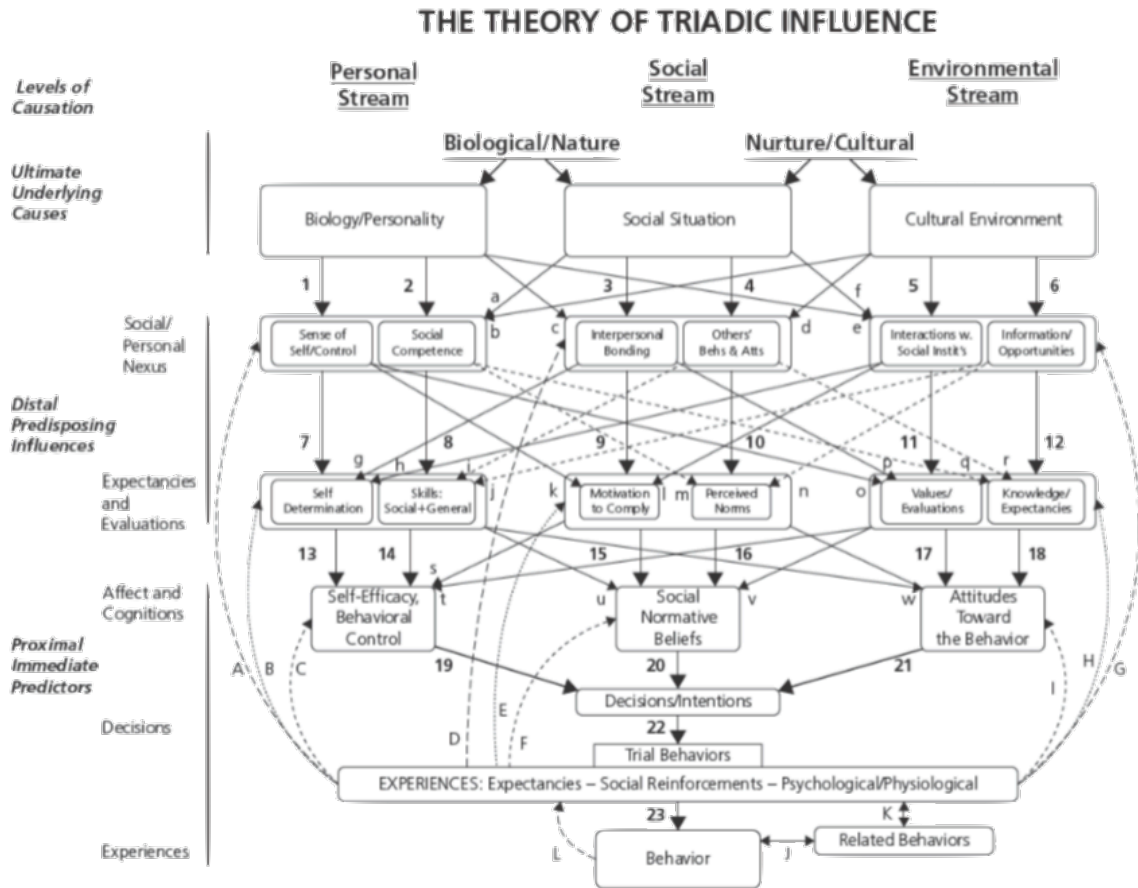 THE THEORY OF TRIADIC INFLUENCE
Levels of
Causation
Personal
Stream
Social
Stream
Environmental
Stream
Biological/Nature
Nurture/Cultural
Ultimate
Underlying
Causes
Biology/Personality
Social Situation
Cultural Environment
1
2
3
4
5
6
a
b
c
d
e
f
Social/
Personal
Nexus
Sense of
Self/Control
Social
Competence
Interpersonal
Bonding
Others'
Behs & Atts
Interactions w.
Social Instit's
Information/
Opportunities
Distal
Predisposing
Influences
7
8
9
10
11
12
g
h
i
j
k
l
m
n
o
p
q
r
Expectancies
and
Evaluations
Self
Determination
Skills:
Social+General
Motivation
to Comply
Perceived
Norms
Values/
Evaluations
Knowledge/
Expectancies
13
14
15
16
17
18
s
t
u
v
w
Affect and
Cognitions
Self-Efficacy,
Behavioral
Control
Social
Normative
Beliefs
Attitudes
Toward
the Behavior
Proximal
Immediate
Predictors
19
20
21
A
B
C
D
E
F
I
H
G
Decisions/Intentions
Decisions
22
Trial Behaviors
EXPERIENCES: Expectancies – Social Reinforcements – Psychological/Physiological
23
K
L
J
Related Behaviors
Behavior
Experiences